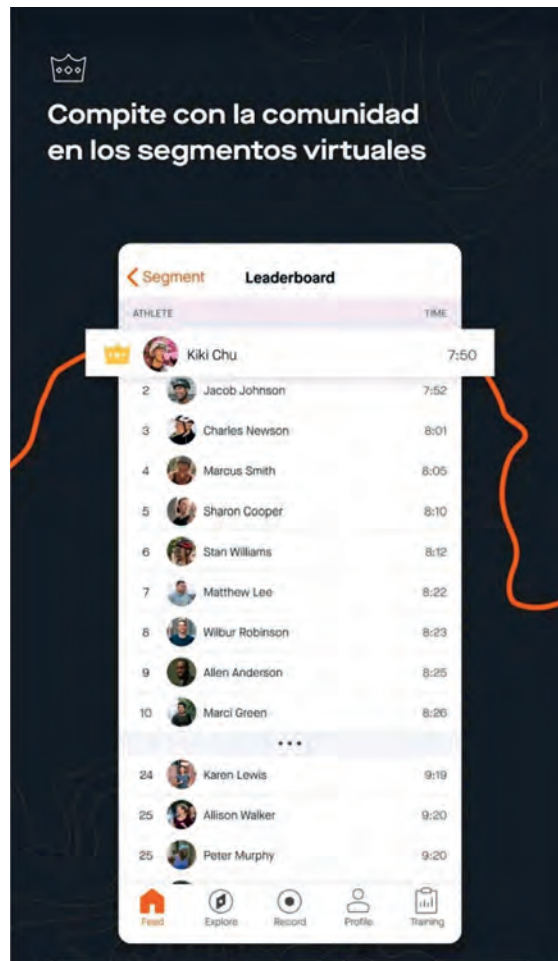 Compite con la comunidad
en los segmentos virtuales
Segment Leaderboard
ATHLETE TIME
Kiki Chu 7:50
2 Jacob Johnson 7:52
3 Charles Newson 8:01
4 Marcus Smith 8:05
5 Sharon Cooper 8:10
6 Stan Williams 8:12
7 Matthew Lee 8:22
8 Wilbur Robinson 8:23
9 Allen Anderson 8:25
10 Marci Green 8:26
•••
24 Karen Lewis 9:19
25 Allison Walker 9:20
25 Peter Murphy 9:20
Feed Explore Record Profile Training